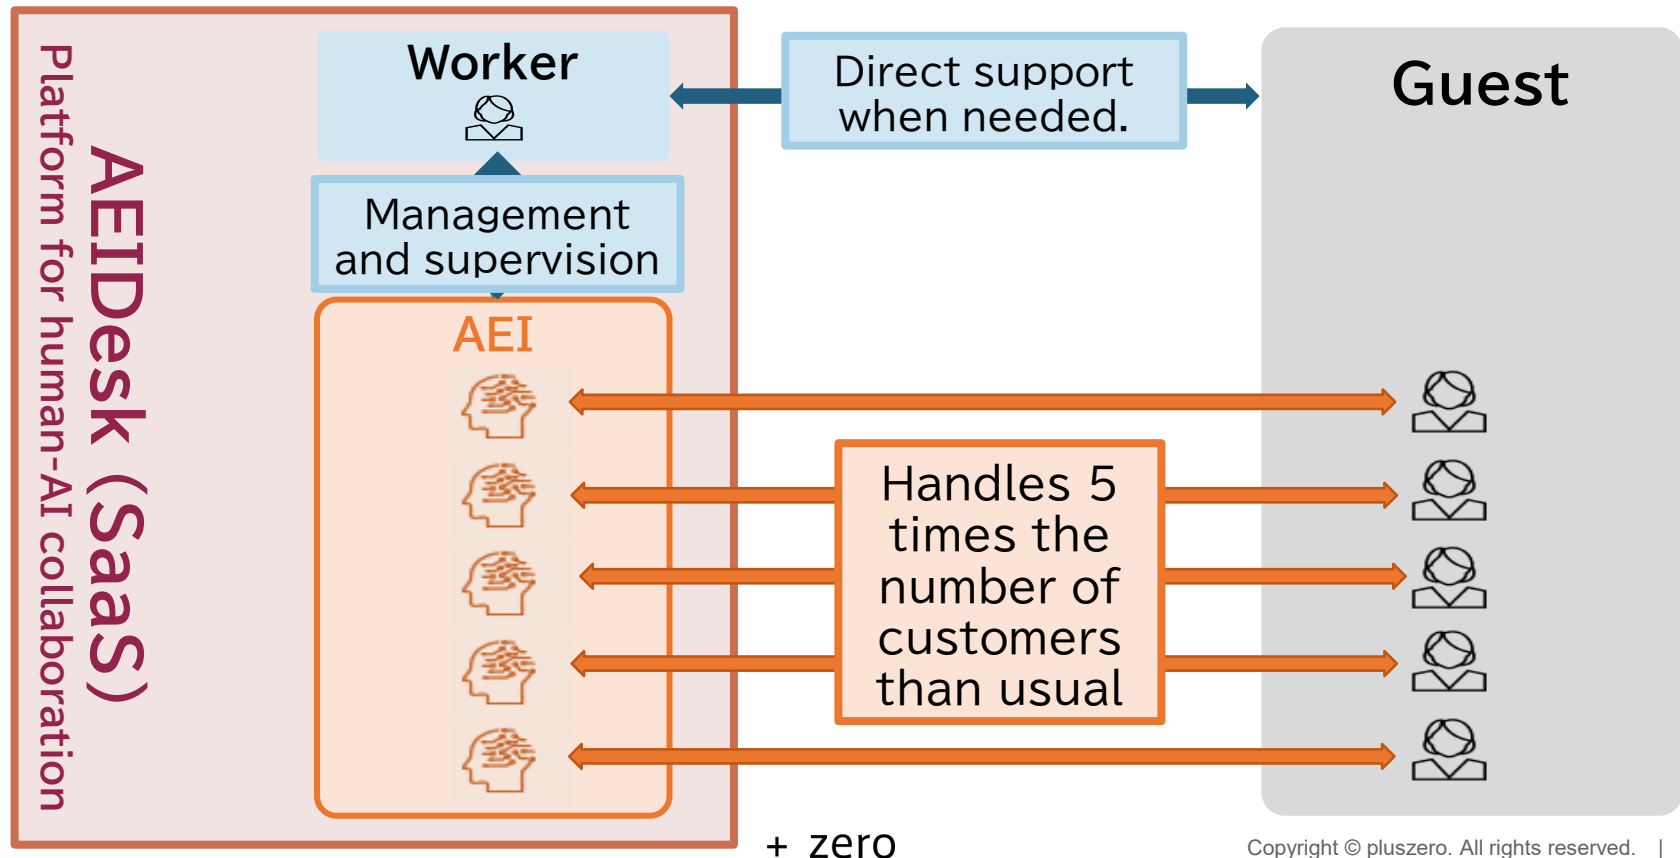 AEIDesk (SaaS)
Platform for human-AI collaboration
Worker
Management
and supervision
AEI
Direct support
when needed.
Guest
Handles 5
times the
number of
customers
than usual
+ zero
Copyright © pluszero. All rights reserved. |